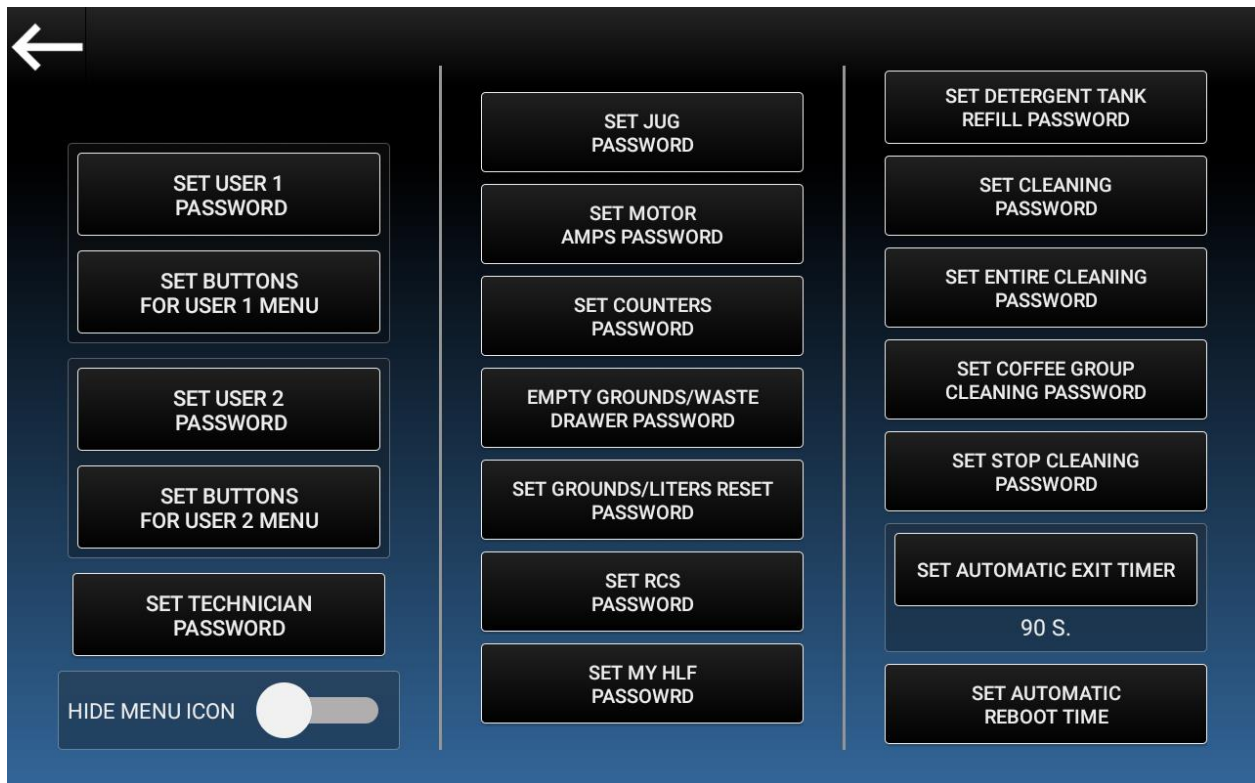 SET USER 1
PASSWORD
SET BUTTONS
FOR USER 1 MENU
SET USER 2
PASSWORD
SET BUTTONS
FOR USER 2 MENU
SET TECHNICIAN
PASSWORD
HIDE MENU ICON
SET JUG
PASSWORD
SET MOTOR
AMPS PASSWORD
SET COUNTERS
PASSWORD
EMPTY GROUNDS/WASTE
DRAWER PASSWORD
SET GROUNDS/LITERS RESET
PASSWORD
SET RCS
PASSWORD
SET MY HLF
PASSOWRD
SET DETERGENT TANK
REFILL PASSWORD
SET CLEANING
PASSWORD
SET ENTIRE CLEANING
PASSWORD
SET COFFEE GROUP
CLEANING PASSWORD
SET STOP CLEANING
PASSWORD
SET AUTOMATIC EXIT TIMER
90 S.
SET AUTOMATIC
REBOOT TIME